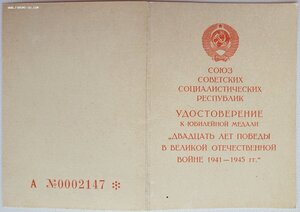 СОЮЗ
СОВЕТСКИХ
СОЦИАЛИСТИЧЕСКИХ
РЕСПУБЛИК
УДОСТОВЕРЕНИЕ
К ЮБИЛЕЙНОЙ МЕДАЛИ
„ДВАДЦАТЬ ЛЕТ ПОБЕДЫ
В ВЕЛИКОЙ ОТЕЧЕСТВЕННОЙ
ВОЙНЕ 1941—1945 гг.“
А №0002147 *